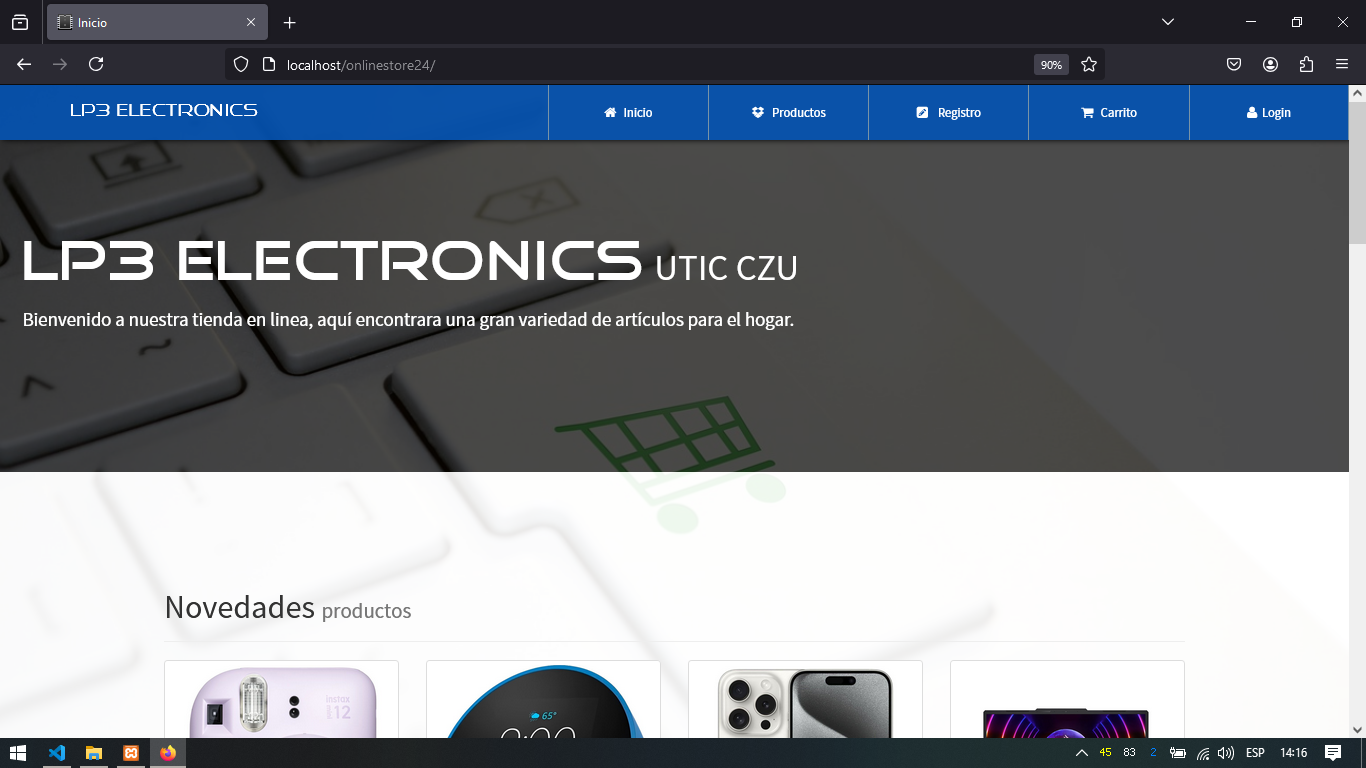 Inicio
localhost/onlinestore24/
90%
LP3 ELECTRONICS
Inicio
Productos
Registro
Carrito
Login
LP3 ELECTRONICS UTIC CZU
Bienvenido a nuestra tienda en linea, aquí encontrara una gran variedad de artículos para el hogar.
Novedades productos
instax
12
65°
45
83
2
ESP
14:16